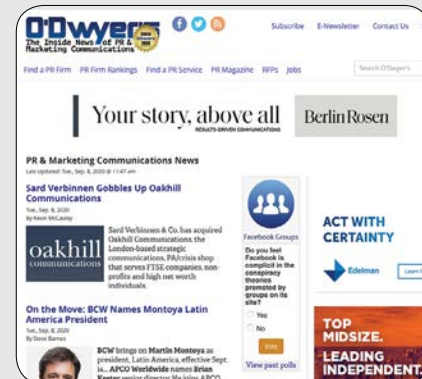 O'Dwyer's
The Inside News of PR &
Marketing Communications
Subscribe E-Newsletter Contact Us
Find a PR Firm PR Firm Rankings Find a PR Service PR Magazine RFPs Jobs
Search O'Dwyer's
Your story, above all
RESULTS-DRIVEN COMMUNICATIONS
BerlinRosen
PR & Marketing Communications News
Last Updated: Tue., Sep. 8, 2020 @ 11:47 am
Sard Verbinnen Gobbles Up Oakhill
Communications
Tue., Sep. 8, 2020
By Kevin McCauley
oakhill
communications
Sard Verbinnen & Co. has acquired
Oakhill Communications, the
London-based strategic
communications, PA/crisis shop
that serves FTSE companies, non-
profits and high net worth
individuals.
On the Move: BCW Names Montoya Latin
America President
Tue., Sep. 8, 2020
By Steve Barnes
BCW brings on Martin Montoya as
president, Latin America, effective Sept.
14... APCO Worldwide names Brian
Facebook Groups
Do you feel
Facebook is
complicit in the
conspiracy
theories
promoted by
groups on its
site?
Yes
No
Vote
View past polls
ACT WITH
CERTAINTY
Edelman
Learn
TOP
MIDSIZE.
LEADING
INDEPENDENT.